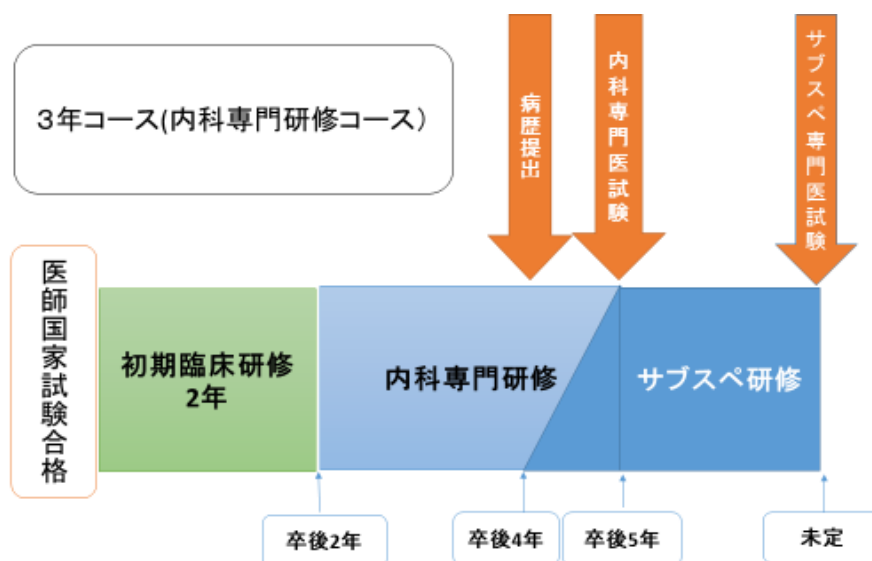 ３年コース(内科専門研修コース）
病歴提出
内科専門医試験
サブスペ専門医試験
医師国家試験合格
初期臨床研修
2年
内科専門研修
サブスペ研修
卒後2年
卒後4年
卒後5年
未定